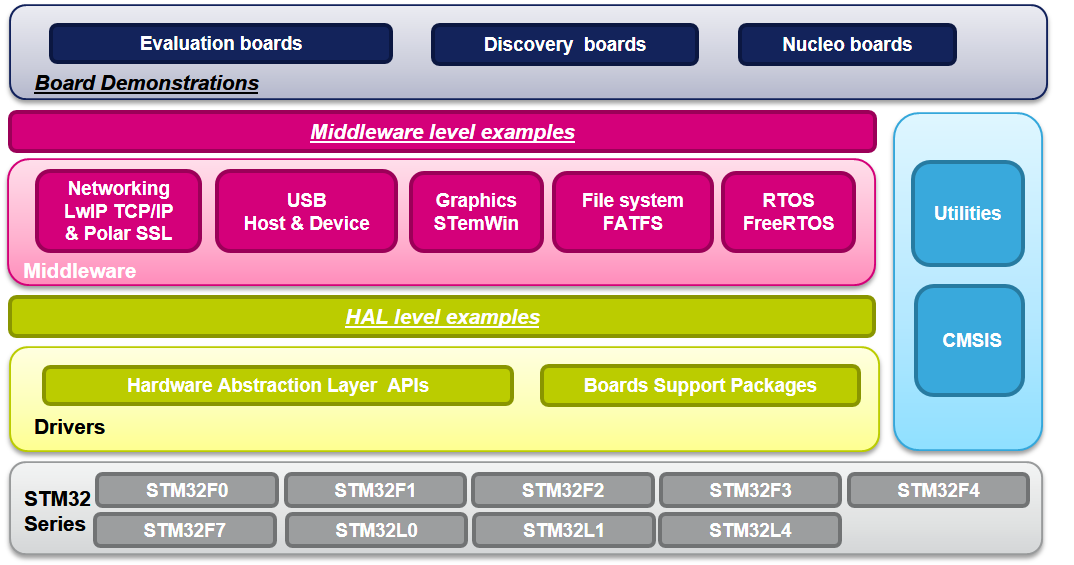 Evaluation boards
Discovery boards
Nucleo boards
Board Demonstrations
Middleware level examples
Networking
LwIP TCP/IP
& Polar SSL
USB
Host & Device
Graphics
STemWin
File system
FATFS
RTOS
FreeRTOS
Middleware
Utilities
HAL level examples
CMSIS
Hardware Abstraction Layer APIs
Boards Support Packages
Drivers
STM32
Series
STM32F0
STM32F1
STM32F2
STM32F3
STM32F4
STM32F7
STM32L0
STM32L1
STM32L4